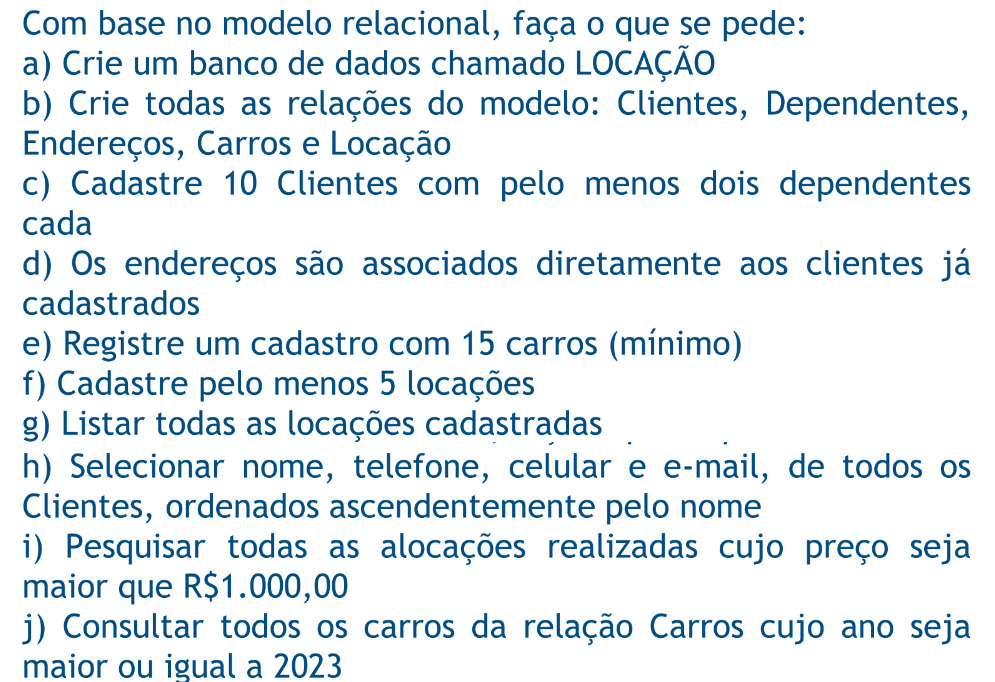 Com base no modelo relacional, faça o que se pede:
a) Crie um banco de dados chamado LOCAÇÃO
b) Crie todas as relações do modelo: Clientes, Dependentes,
Endereços, Carros e Locação
c) Cadastre 10 Clientes com pelo menos dois dependentes
cada
d) Os endereços são associados diretamente aos clientes já
cadastrados
e) Registre um cadastro com 15 carros (mínimo)
f) Cadastre pelo menos 5 locações
g) Listar todas as locações cadastradas
h) Selecionar nome, telefone, celular e e-mail, de todos os
Clientes, ordenados ascendentemente pelo nome
i) Pesquisar todas as alocações realizadas cujo preço seja
maior que R$1.000,00
j) Consultar todos os carros da relação Carros cujo ano seja
maior ou igual a 2023